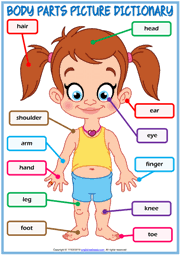 BODY PARTS PICTURE DICTIONARY
hair
head
ear
shoulder
eye
arm
hand
finger
leg
knee
foot
toe